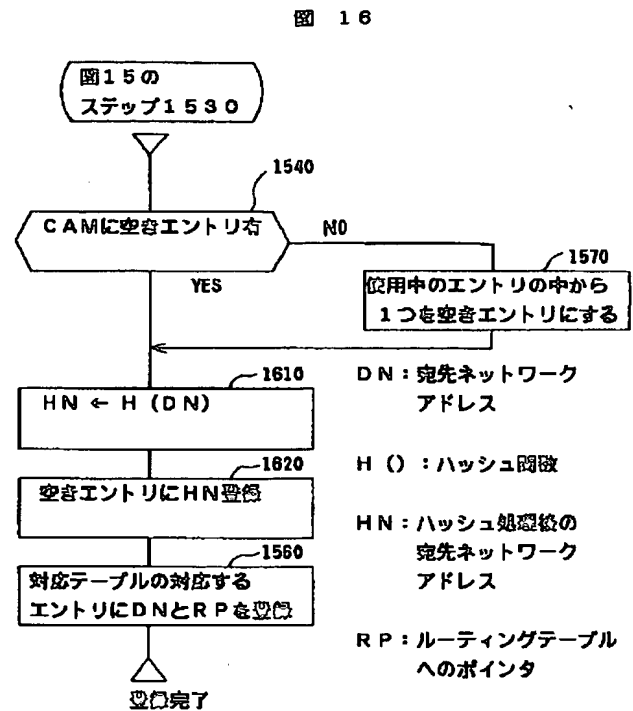 図 16
図15の
ステップ1530
1540
CAMに空きエントリ有
NO
YES
1570
使用中のエントリの中から
1つを空きエントリにする
1610
HN ← H (DN)
1620
空きエントリにHN登録
1560
対応テーブルの対応する
エントリにDNとRPを登録
登録完了
DN:宛先ネットワーク
アドレス
H ():ハッシュ関数
HN:ハッシュ処理後の
宛先ネットワーク
アドレス
RP:ルーティングテーブル
へのポインタ